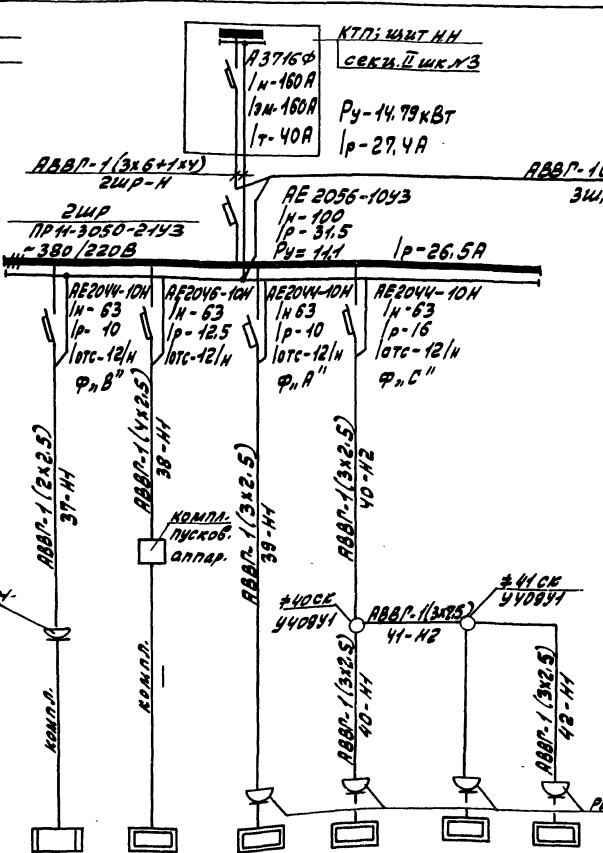 КТП; щит НН
секц. II шк№3
А3716Ф
Iн-160А
Iэм-160А
Iт-40А
Ру-14,79кВт
Iр-27,4А
АВВГ-1(3х6+1х4)
2ШР-Н
АВВГ-1(
3Ш
2ШР
ПР11-3050-21У3
~380/220В
АЕ2056-10У3
Iн-100
Iр-31,5
Ру=11,1
Iр-26,5А
АЕ2044-10Н
Iн-63
Iр-10
Iотс-12Iн
Ф„В"
АЕ2046-10Н
Iн-63
Iр-12,5
Iотс-12Iн
АЕ2044-10Н
Iн 63
Iр-10
Iотс-12Iн
Ф„А"
АЕ2044-10Н
Iн-63
Iр-16
Iотс-12Iн
Ф„С"
АВВГ-1(2х2,5)
37-Н1
АВВГ-1(4х2,5)
38-Н1
АВВГ-1(3х2,5)
39-Н1
АВВГ-1(3х2,5)
40-Н2
компл.
пусков.
аппар.
≠40СК
У409У1
АВВГ-1(3х2,5)
41-Н2
≠41СК
У409У1
компл.
компл.
АВВГ-1(3х2,5)
40-Н1
АВВГ-1(3х2,5)
42-Н1